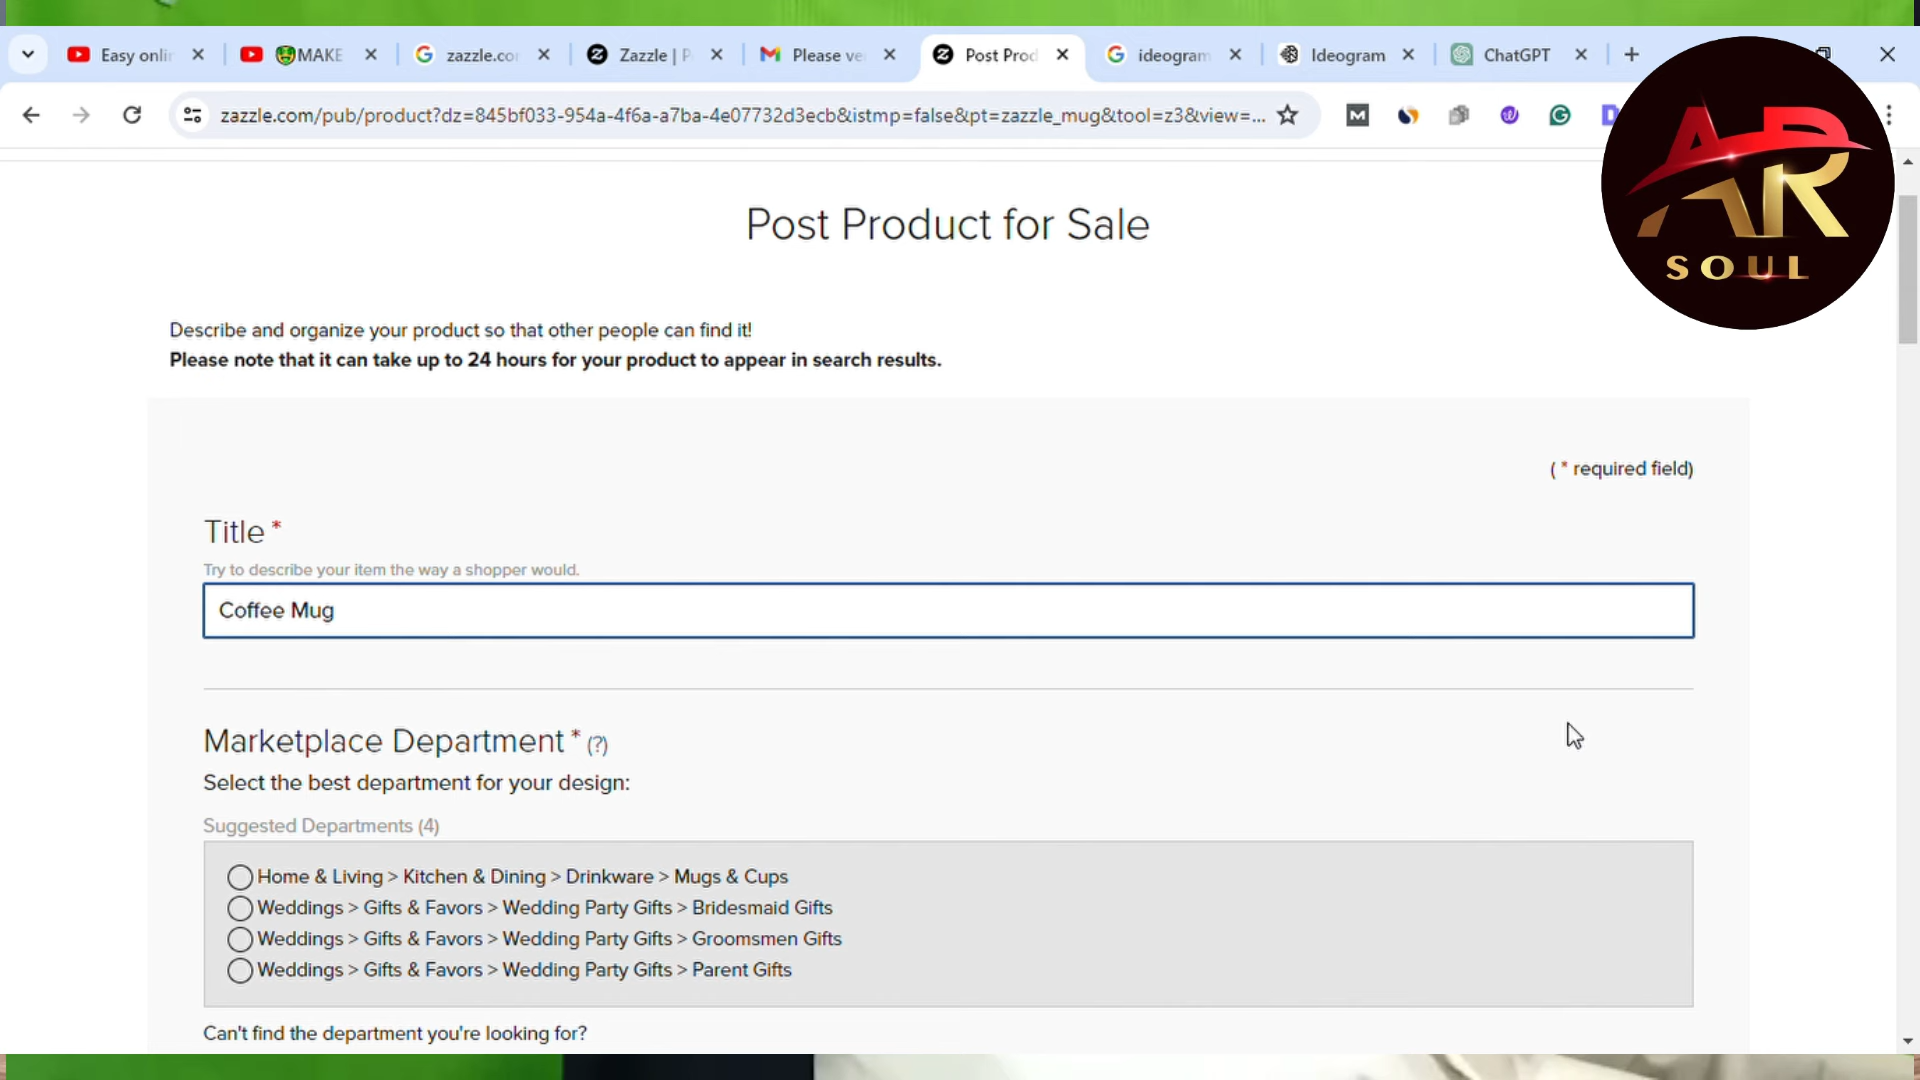 Easy onlin
MAKE
zazzle.co
Zazzle | P
Please ve
Post Prod
ideogram
Ideogram
ChatGPT
zazzle.com/pub/product?dz=845bf033-954a-4f6a-a7ba-4e07732d3ecb&istmp=false&pt=zazzle_mug&tool=z3&view=...
AR
SOUL
Post Product for Sale
Describe and organize your product so that other people can find it!
Please note that it can take up to 24 hours for your product to appear in search results.
( * required field)
Title *
Try to describe your item the way a shopper would.
Coffee Mug
Marketplace Department * (?)
Select the best department for your design:
Suggested Departments (4)
Home & Living > Kitchen & Dining > Drinkware > Mugs & Cups
Weddings > Gifts & Favors > Wedding Party Gifts > Bridesmaid Gifts
Weddings > Gifts & Favors > Wedding Party Gifts > Groomsmen Gifts
Weddings > Gifts & Favors > Wedding Party Gifts > Parent Gifts
Can't find the department you're looking for?